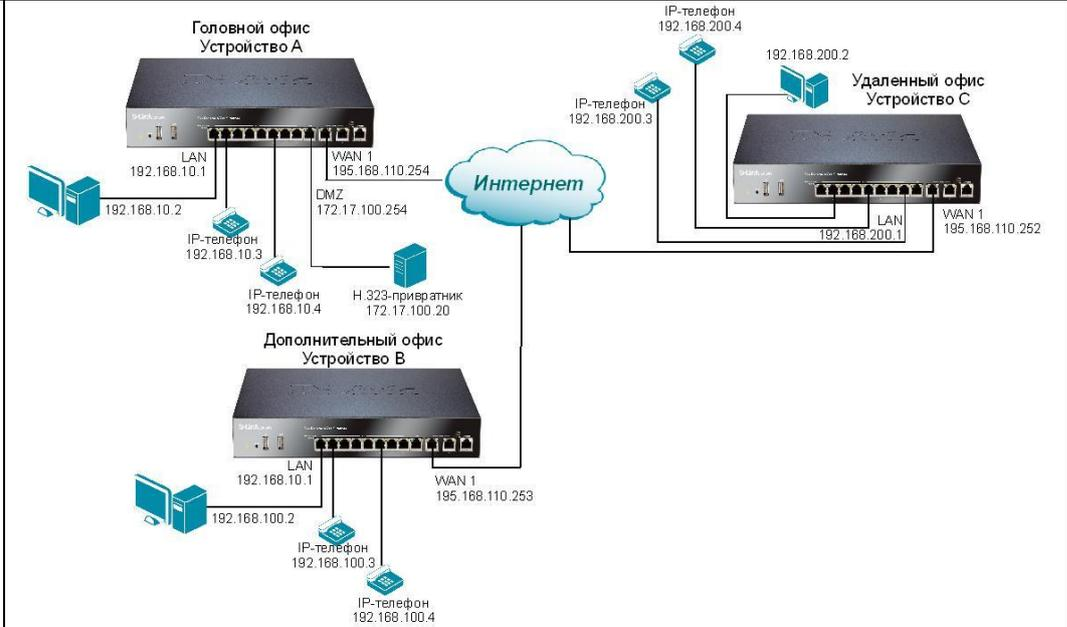 Головной офис
Устройство А
LAN
192.168.10.1
WAN 1
195.168.110.254
DMZ
172.17.100.254
192.168.10.2
IP-телефон
192.168.10.3
IP-телефон
192.168.10.4
Н.323-привратник
172.17.100.20
Интернет
IP-телефон
192.168.200.4
192.168.200.2
IP-телефон
192.168.200.3
Удаленный офис
Устройство С
LAN
192.168.200.1
WAN 1
195.168.110.252
Дополнительный офис
Устройство В
LAN
192.168.10.1
WAN 1
195.168.110.253
192.168.100.2
IP-телефон
192.168.100.3
IP-телефон
192.168.100.4